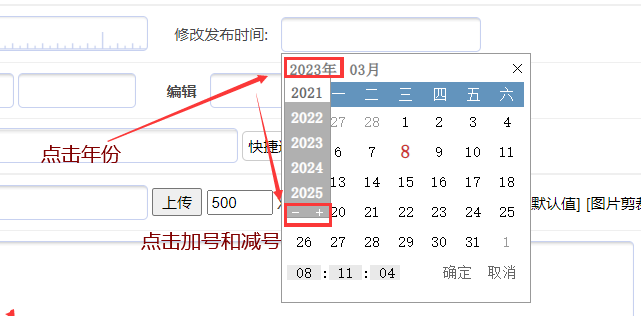 修改发布时间:
2023年 03月
编辑
2021 一 二 三 四 五 六
2022 27 28 1 2 3 4
点击年份
快捷
2023 6 7 8 9 10 11
2024 13 14 15 16 17 18
2025
上传 500
默认值] [图片剪裁
− + 20 21 22 23 24 25
点击加号和减号
26 27 28 29 30 31 1
08 : 11 : 04 确定 取消